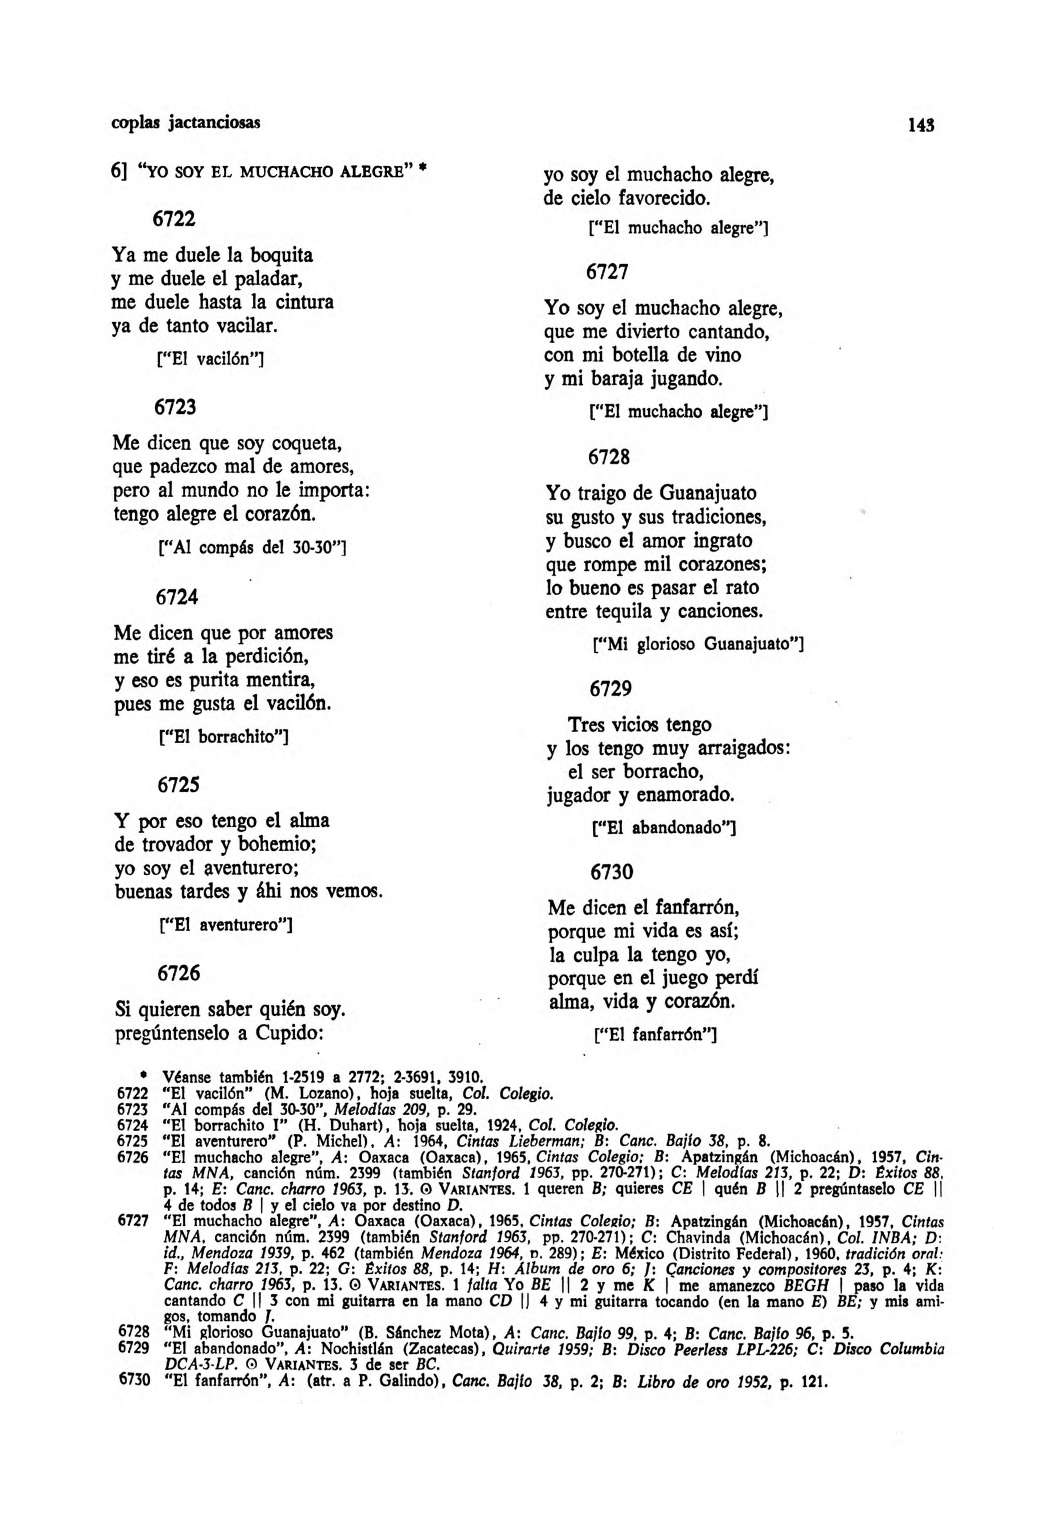 coplas jactanciosas
143
6] “YO SOY EL MUCHACHO ALEGRE” *
6722
Ya me duele la boquita
y me duele el paladar,
me duele hasta la cintura
ya de tanto vacilar.
[“El vacilón”]
6723
Me dicen que soy coqueta,
que padezco mal de amores,
pero al mundo no le importa:
tengo alegre el corazón.
[“Al compás del 30-30”]
6724
Me dicen que por amores
me tiré a la perdición,
y eso es purita mentira,
pues me gusta el vacilón.
[“El borrachito”]
6725
Y por eso tengo el alma
de trovador y bohemio;
yo soy el aventurero;
buenas tardes y áhi nos vemos.
[“El aventurero”]
6726
Si quieren saber quién soy.
pregúntenselo a Cupido:
yo soy el muchacho alegre,
de cielo favorecido.
[“El muchacho alegre”]
6727
Yo soy el muchacho alegre,
que me divierto cantando,
con mi botella de vino
y mi baraja jugando.
[“El muchacho alegre”]
6728
Yo traigo de Guanajuato
su gusto y sus tradiciones,
y busco el amor ingrato
que rompe mil corazones;
lo bueno es pasar el rato
entre tequila y canciones.
[“Mi glorioso Guanajuato”]
6729
Tres vicios tengo
y los tengo muy arraigados:
el ser borracho,
jugador y enamorado.
[“El abandonado”]
6730
Me dicen el fanfarrón,
porque mi vida es así;
la culpa la tengo yo,
porque en el juego perdí
alma, vida y corazón.
[“El fanfarrón”]
* Véanse también 1-2519 a 2772; 2-3691, 3910.
6722 “El vacilón” (M. Lozano), hoja suelta, Col. Colegio.
6723 “Al compás del 30-30”, Melodías 209, p. 29.
6724 “El borrachito I” (H. Duhart), hoja suelta, 1924, Col. Colegio.
6725 “El aventurero” (P. Michel), A: 1964, Cintas Lieberman; B: Canc. Bajío 38, p. 8.
6726 “El muchacho alegre”, A: Oaxaca (Oaxaca), 1965, Cintas Colegio; B: Apatzingán (Michoacán), 1957, Cin-
tas MNA, canción núm. 2399 (también Stanford 1963, pp. 270-271); C: Melodías 213, p. 22; D: Éxitos 88,
p. 14; E: Canc. charro 1963, p. 13. ⊙ VARIANTES. 1 queren B; quieres CE | quén B || 2 pregúntaselo CE ||
4 de todos B | y el cielo va por destino D.
6727 “El muchacho alegre”, A: Oaxaca (Oaxaca), 1965, Cintas Colegio; B: Apatzingán (Michoacán), 1957, Cintas
MNA, canción núm. 2399 (también Stanford 1963, pp. 270-271); C: Chavinda (Michoacán), Col. INBA; D:
id., Mendoza 1939, p. 462 (también Mendoza 1964, p. 289); E: México (Distrito Federal), 1960, tradición oral:
F: Melodías 213, p. 22; G: Éxitos 88, p. 14; H: Álbum de oro 6; J: Canciones y compositores 23, p. 4; K:
Canc. charro 1963, p. 13. ⊙ VARIANTES. 1 falta Yo BE || 2 y me K | me amanezco BEGH | paso la vida
cantando C || 3 con mi guitarra en la mano CD || 4 y mi guitarra tocando (en la mano E) BE; y mis ami-
gos, tomando J.
6728 “Mi glorioso Guanajuato” (B. Sánchez Mota), A: Canc. Bajío 99, p. 4; B: Canc. Bajío 96, p. 5.
6729 “El abandonado”, A: Nochistlán (Zacatecas), Quirarte 1959; B: Disco Peerless LPL-226; C: Disco Columbia
DCA-3-LP. ⊙ VARIANTES. 3 de ser BC.
6730 “El fanfarrón”, A: (atr. a P. Galindo), Canc. Bajío 38, p. 2; B: Libro de oro 1952, p. 121.